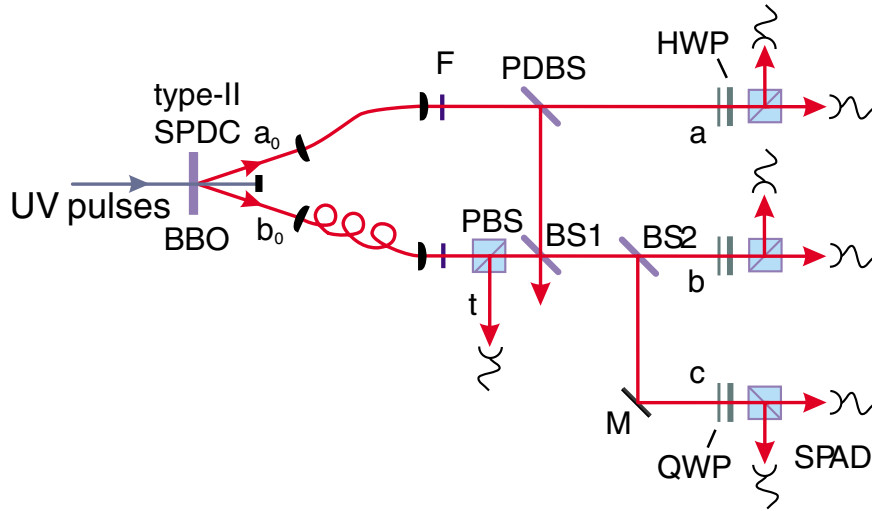 type-II
SPDC
a₀
F
PDBS
HWP
a
UV pulses
BBO
b₀
PBS
BS1
BS2
b
t
c
M
QWP
SPAD